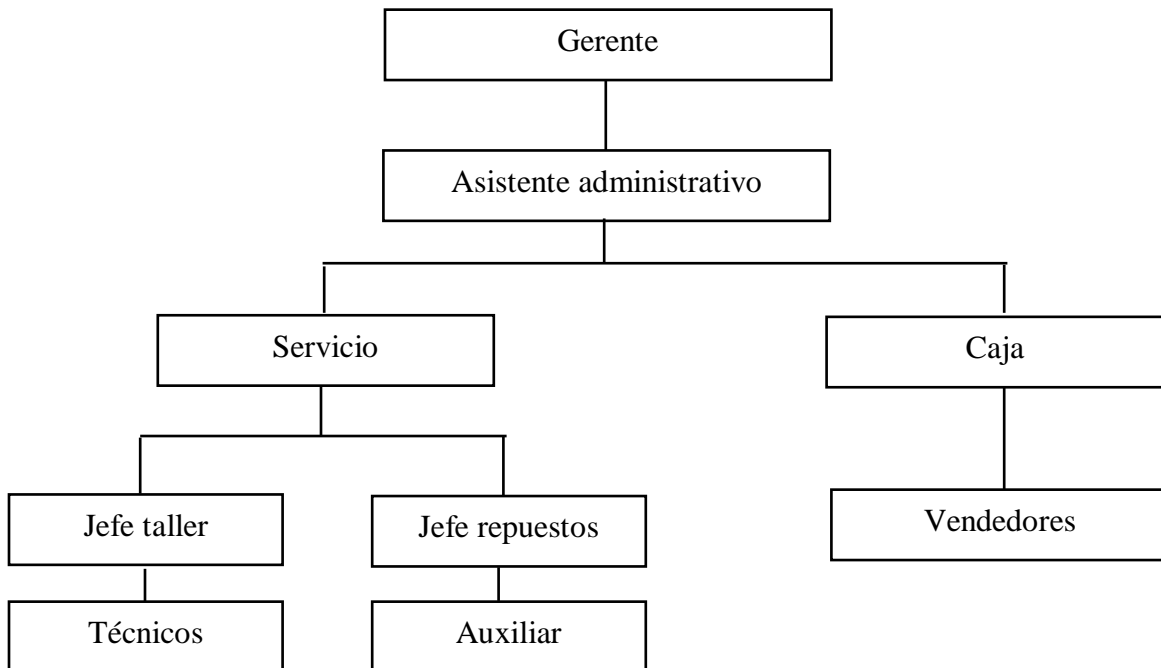 Gerente
Asistente administrativo
Servicio
Caja
Jefe taller
Jefe repuestos
Vendedores
Técnicos
Auxiliar